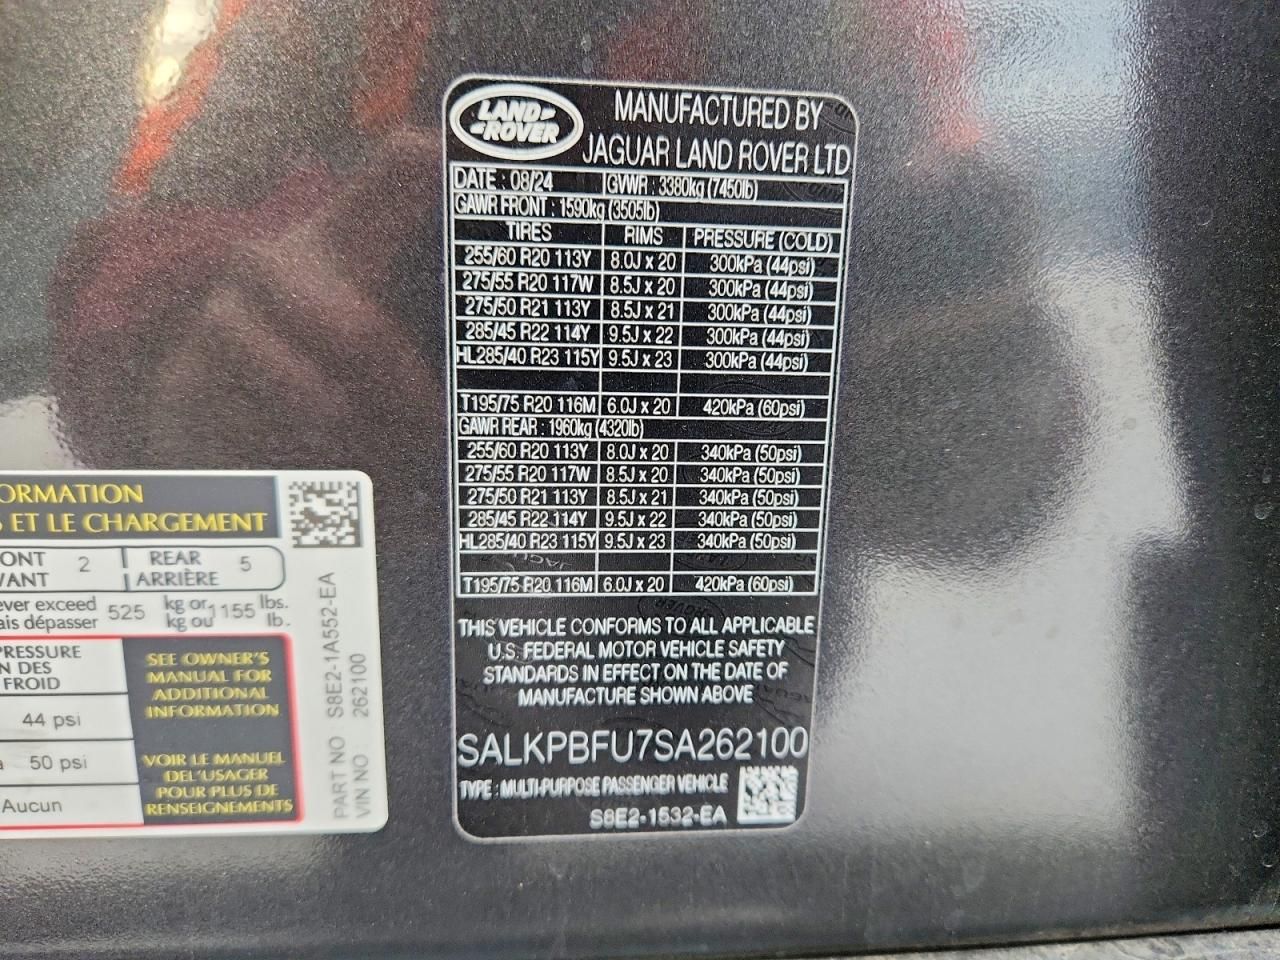 LAND ROVER
MANUFACTURED BY
JAGUAR LAND ROVER LTD
DATE : 08/24 GVWR : 3380kg (7450lb)
GAWR FRONT : 1590kg (3505lb)
TIRES RIMS PRESSURE (COLD)
255/60 R20 113Y 8.0J x 20 300kPa (44psi)
275/55 R20 117W 8.5J x 20 300kPa (44psi)
275/50 R21 113Y 8.5J x 21 300kPa (44psi)
285/45 R22 114Y 9.5J x 22 300kPa (44psi)
HL285/40 R23 115Y 9.5J x 23 300kPa (44psi)
T195/75 R20 116M 6.0J x 20 420kPa (60psi)
GAWR REAR : 1960kg (4320lb)
255/60 R20 113Y 8.0J x 20 340kPa (50psi)
275/55 R20 117W 8.5J x 20 340kPa (50psi)
275/50 R21 113Y 8.5J x 21 340kPa (50psi)
285/45 R22 114Y 9.5J x 22 340kPa (50psi)
HL285/40 R23 115Y 9.5J x 23 340kPa (50psi)
T195/75 R20 116M 6.0J x 20 420kPa (60psi)
THIS VEHICLE CONFORMS TO ALL APPLICABLE
U.S. FEDERAL MOTOR VEHICLE SAFETY
STANDARDS IN EFFECT ON THE DATE OF
MANUFACTURE SHOWN ABOVE
SALKPBFU7SA262100
TYPE : MULTI-PURPOSE PASSENGER VEHICLE
S8E2-1532-EA
ORMATION
S ET LE CHARGEMENT
ONT 2 REAR 5
VANT ARRIÈRE
ever exceed 525 kg or 1155 lbs.
ais dépasser kg ou lb.
PRESSURE
N DES
FROID
44 psi
50 psi
Aucun
SEE OWNER'S
MANUAL FOR
ADDITIONAL
INFORMATION
VOIR LE MANUEL
DEL'USAGER
POUR PLUS DE
RENSEIGNEMENTS
PART NO S8E2-1A552-EA
VIN NO 262100